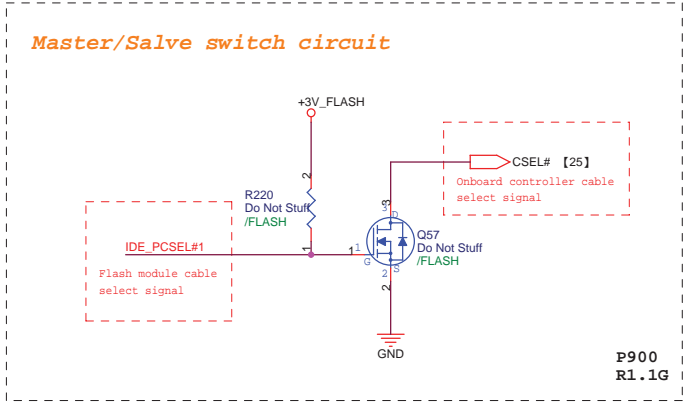 Master/Salve switch circuit
+3V_FLASH
2
R220
Do Not Stuff
/FLASH
1
IDE_PCSEL#1
Flash module cable
select signal
CSEL# 【25】
Onboard controller cable
select signal
3
3
D
1
1
G
Q57
Do Not Stuff
/FLASH
S
2
2
GND
P900
R1.1G